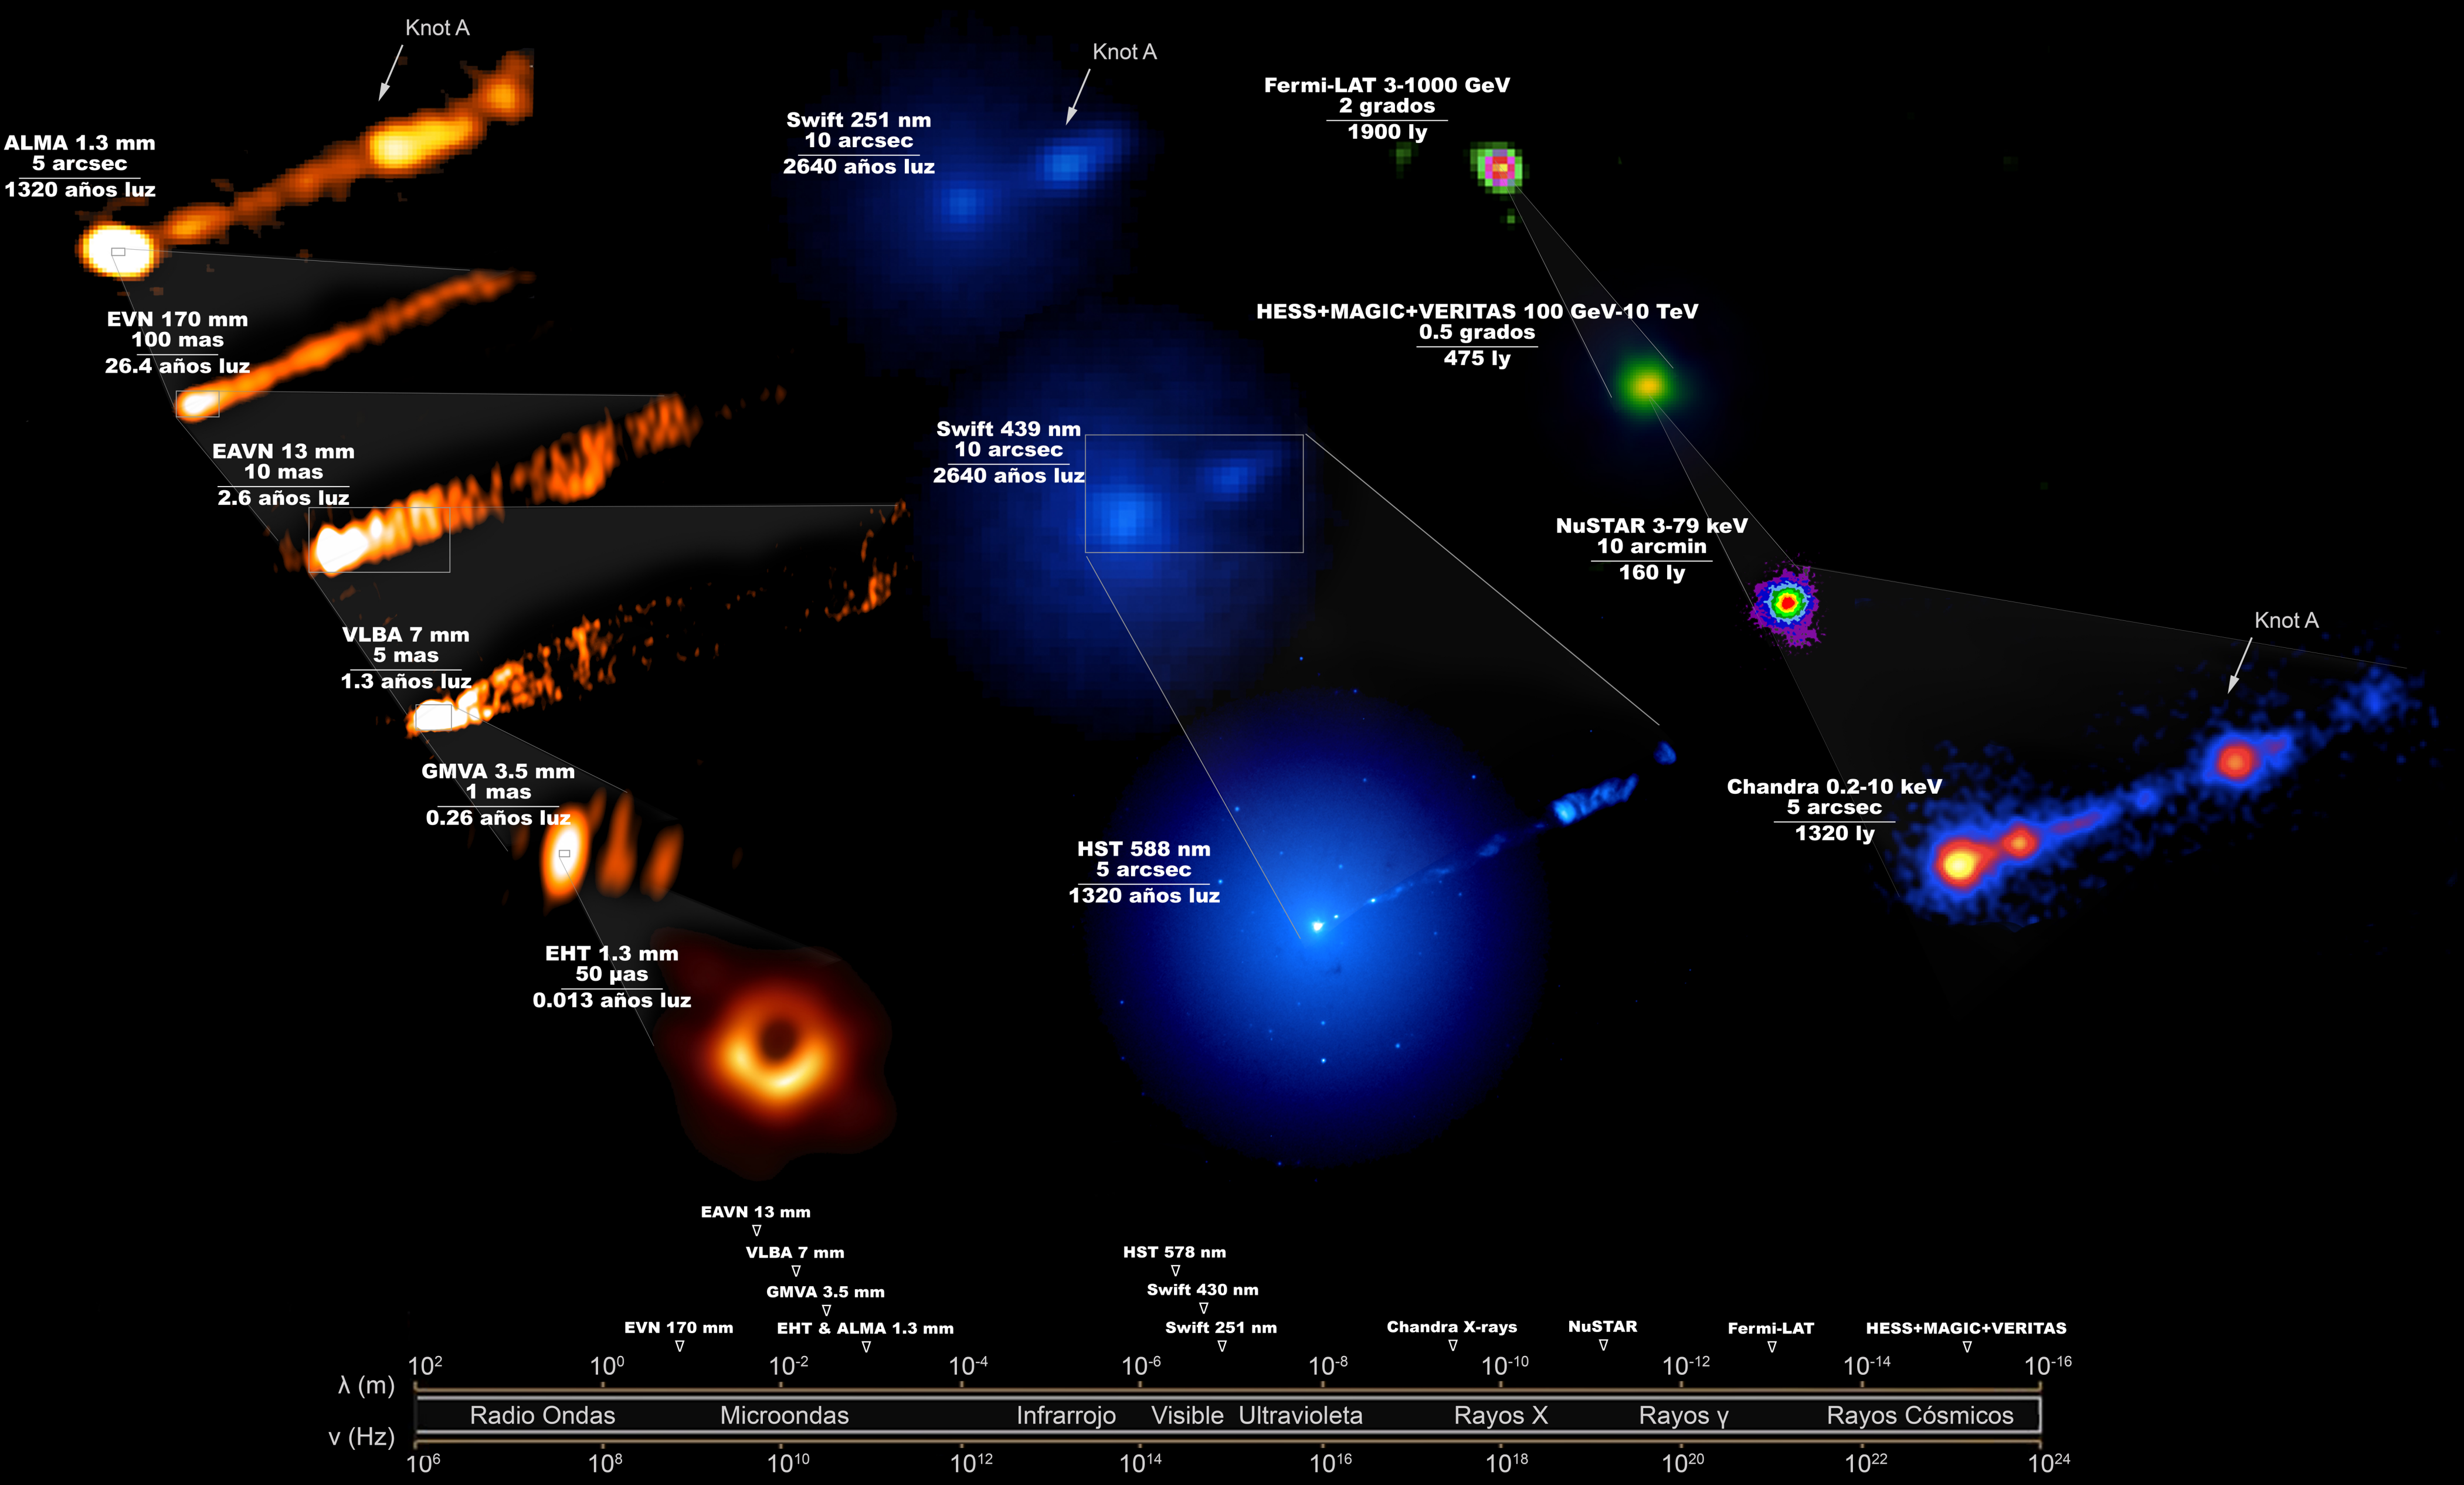 Knot A
ALMA 1.3 mm
5 arcsec
1320 años luz
EVN 170 mm
100 mas
26.4 años luz
EAVN 13 mm
10 mas
2.6 años luz
VLBA 7 mm
5 mas
1.3 años luz
GMVA 3.5 mm
1 mas
0.26 años luz
EHT 1.3 mm
50 µas
0.013 años luz
Knot A
Swift 251 nm
10 arcsec
2640 años luz
Swift 439 nm
10 arcsec
2640 años luz
HST 588 nm
5 arcsec
1320 años luz
Fermi-LAT 3-1000 GeV
2 grados
1900 ly
HESS+MAGIC+VERITAS 100 GeV-10 TeV
0.5 grados
475 ly
NuSTAR 3-79 keV
10 arcmin
160 ly
Knot A
Chandra 0.2-10 keV
5 arcsec
1320 ly
EAVN 13 mm
VLBA 7 mm
HST 578 nm
GMVA 3.5 mm
Swift 430 nm
EVN 170 mm
EHT & ALMA 1.3 mm
Swift 251 nm
Chandra X-rays
NuSTAR
Fermi-LAT
HESS+MAGIC+VERITAS
10² 10⁰ 10⁻² 10⁻⁴ 10⁻⁶ 10⁻⁸ 10⁻¹⁰ 10⁻¹² 10⁻¹⁴ 10⁻¹⁶
λ (m)
Radio Ondas Microondas Infrarrojo Visible Ultravioleta Rayos X Rayos γ Rayos Cósmicos
ν (Hz)
10⁶ 10⁸ 10¹⁰ 10¹² 10¹⁴ 10¹⁶ 10¹⁸ 10²⁰ 10²² 10²⁴